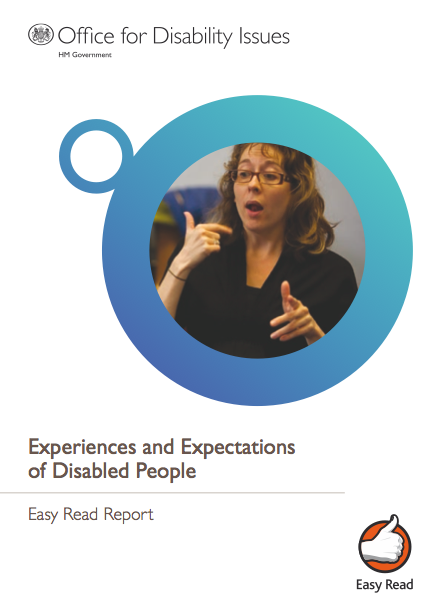 Office for Disability Issues
HM Government
Experiences and Expectations
of Disabled People
Easy Read Report
Easy Read